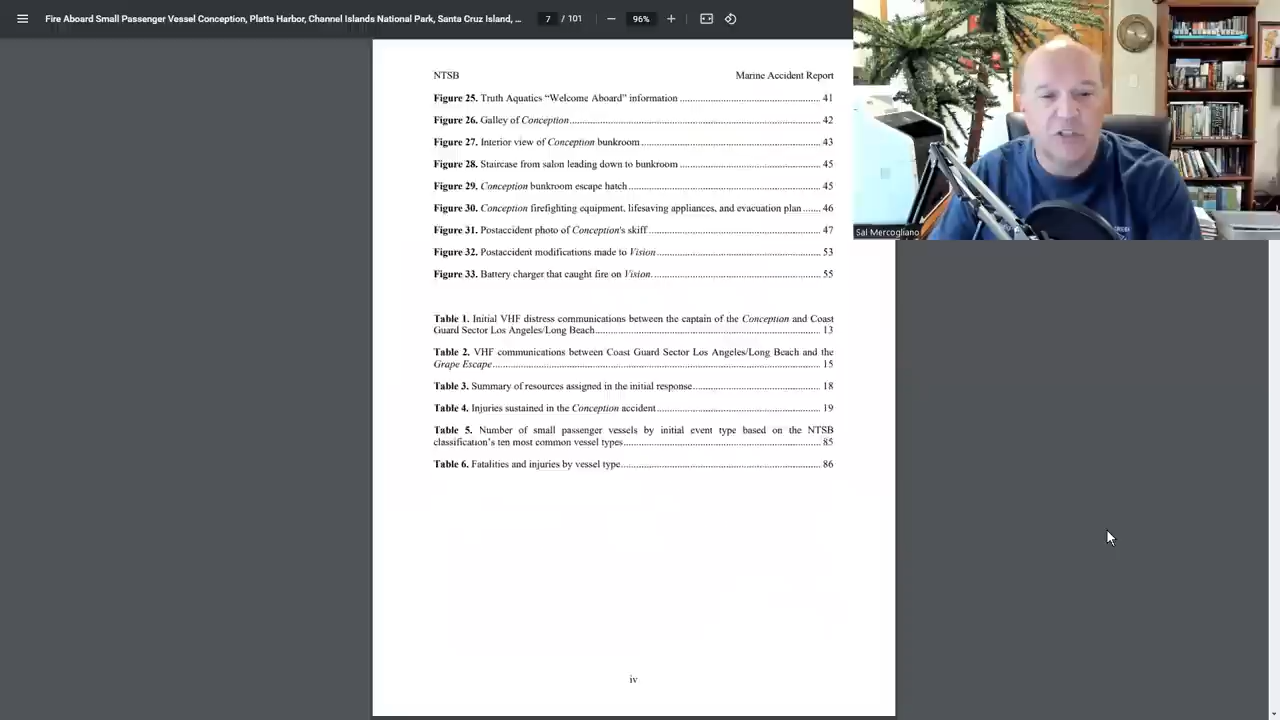 Fire Aboard Small Passenger Vessel Conception, Platts Harbor, Channel Islands National Park, Santa Cruz Island, ...
7 / 101
96%
NTSB Marine Accident Report
Figure 25. Truth Aquatics “Welcome Aboard” information 41
Figure 26. Galley of Conception 42
Figure 27. Interior view of Conception bunkroom 43
Figure 28. Staircase from salon leading down to bunkroom 45
Figure 29. Conception bunkroom escape hatch 45
Figure 30. Conception firefighting equipment, lifesaving appliances, and evacuation plan 46
Figure 31. Postaccident photo of Conception's skiff 47
Figure 32. Postaccident modifications made to Vision 53
Figure 33. Battery charger that caught fire on Vision. 55
Table 1. Initial VHF distress communications between the captain of the Conception and Coast
Guard Sector Los Angeles/Long Beach 13
Table 2. VHF communications between Coast Guard Sector Los Angeles/Long Beach and the
Grape Escape 15
Table 3. Summary of resources assigned in the initial response 18
Table 4. Injuries sustained in the Conception accident 19
Table 5. Number of small passenger vessels by initial event type based on the NTSB
classification's ten most common vessel types 85
Table 6. Fatalities and injuries by vessel type 86
iv
Sal Mercogliano